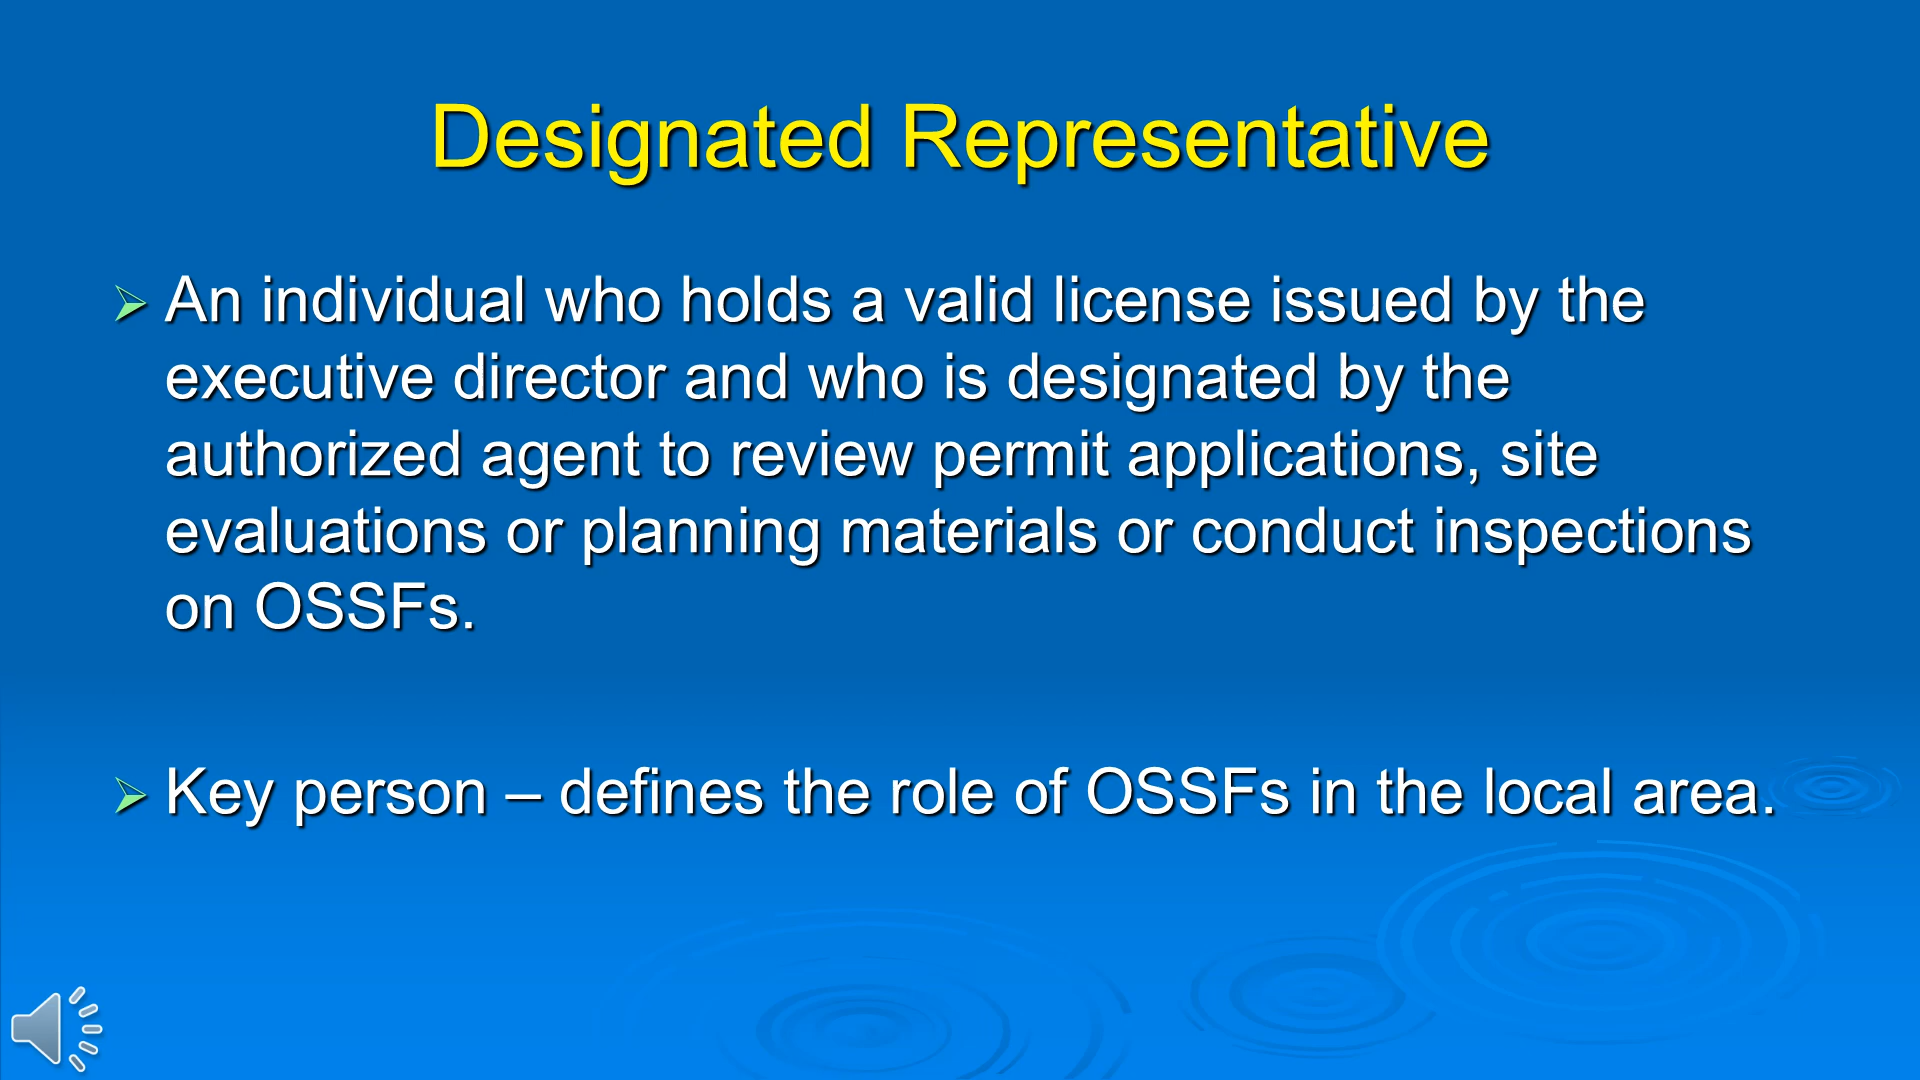 Designated Representative
An individual who holds a valid license issued by the
executive director and who is designated by the
authorized agent to review permit applications, site
evaluations or planning materials or conduct inspections
on OSSFs.
Key person – defines the role of OSSFs in the local area.